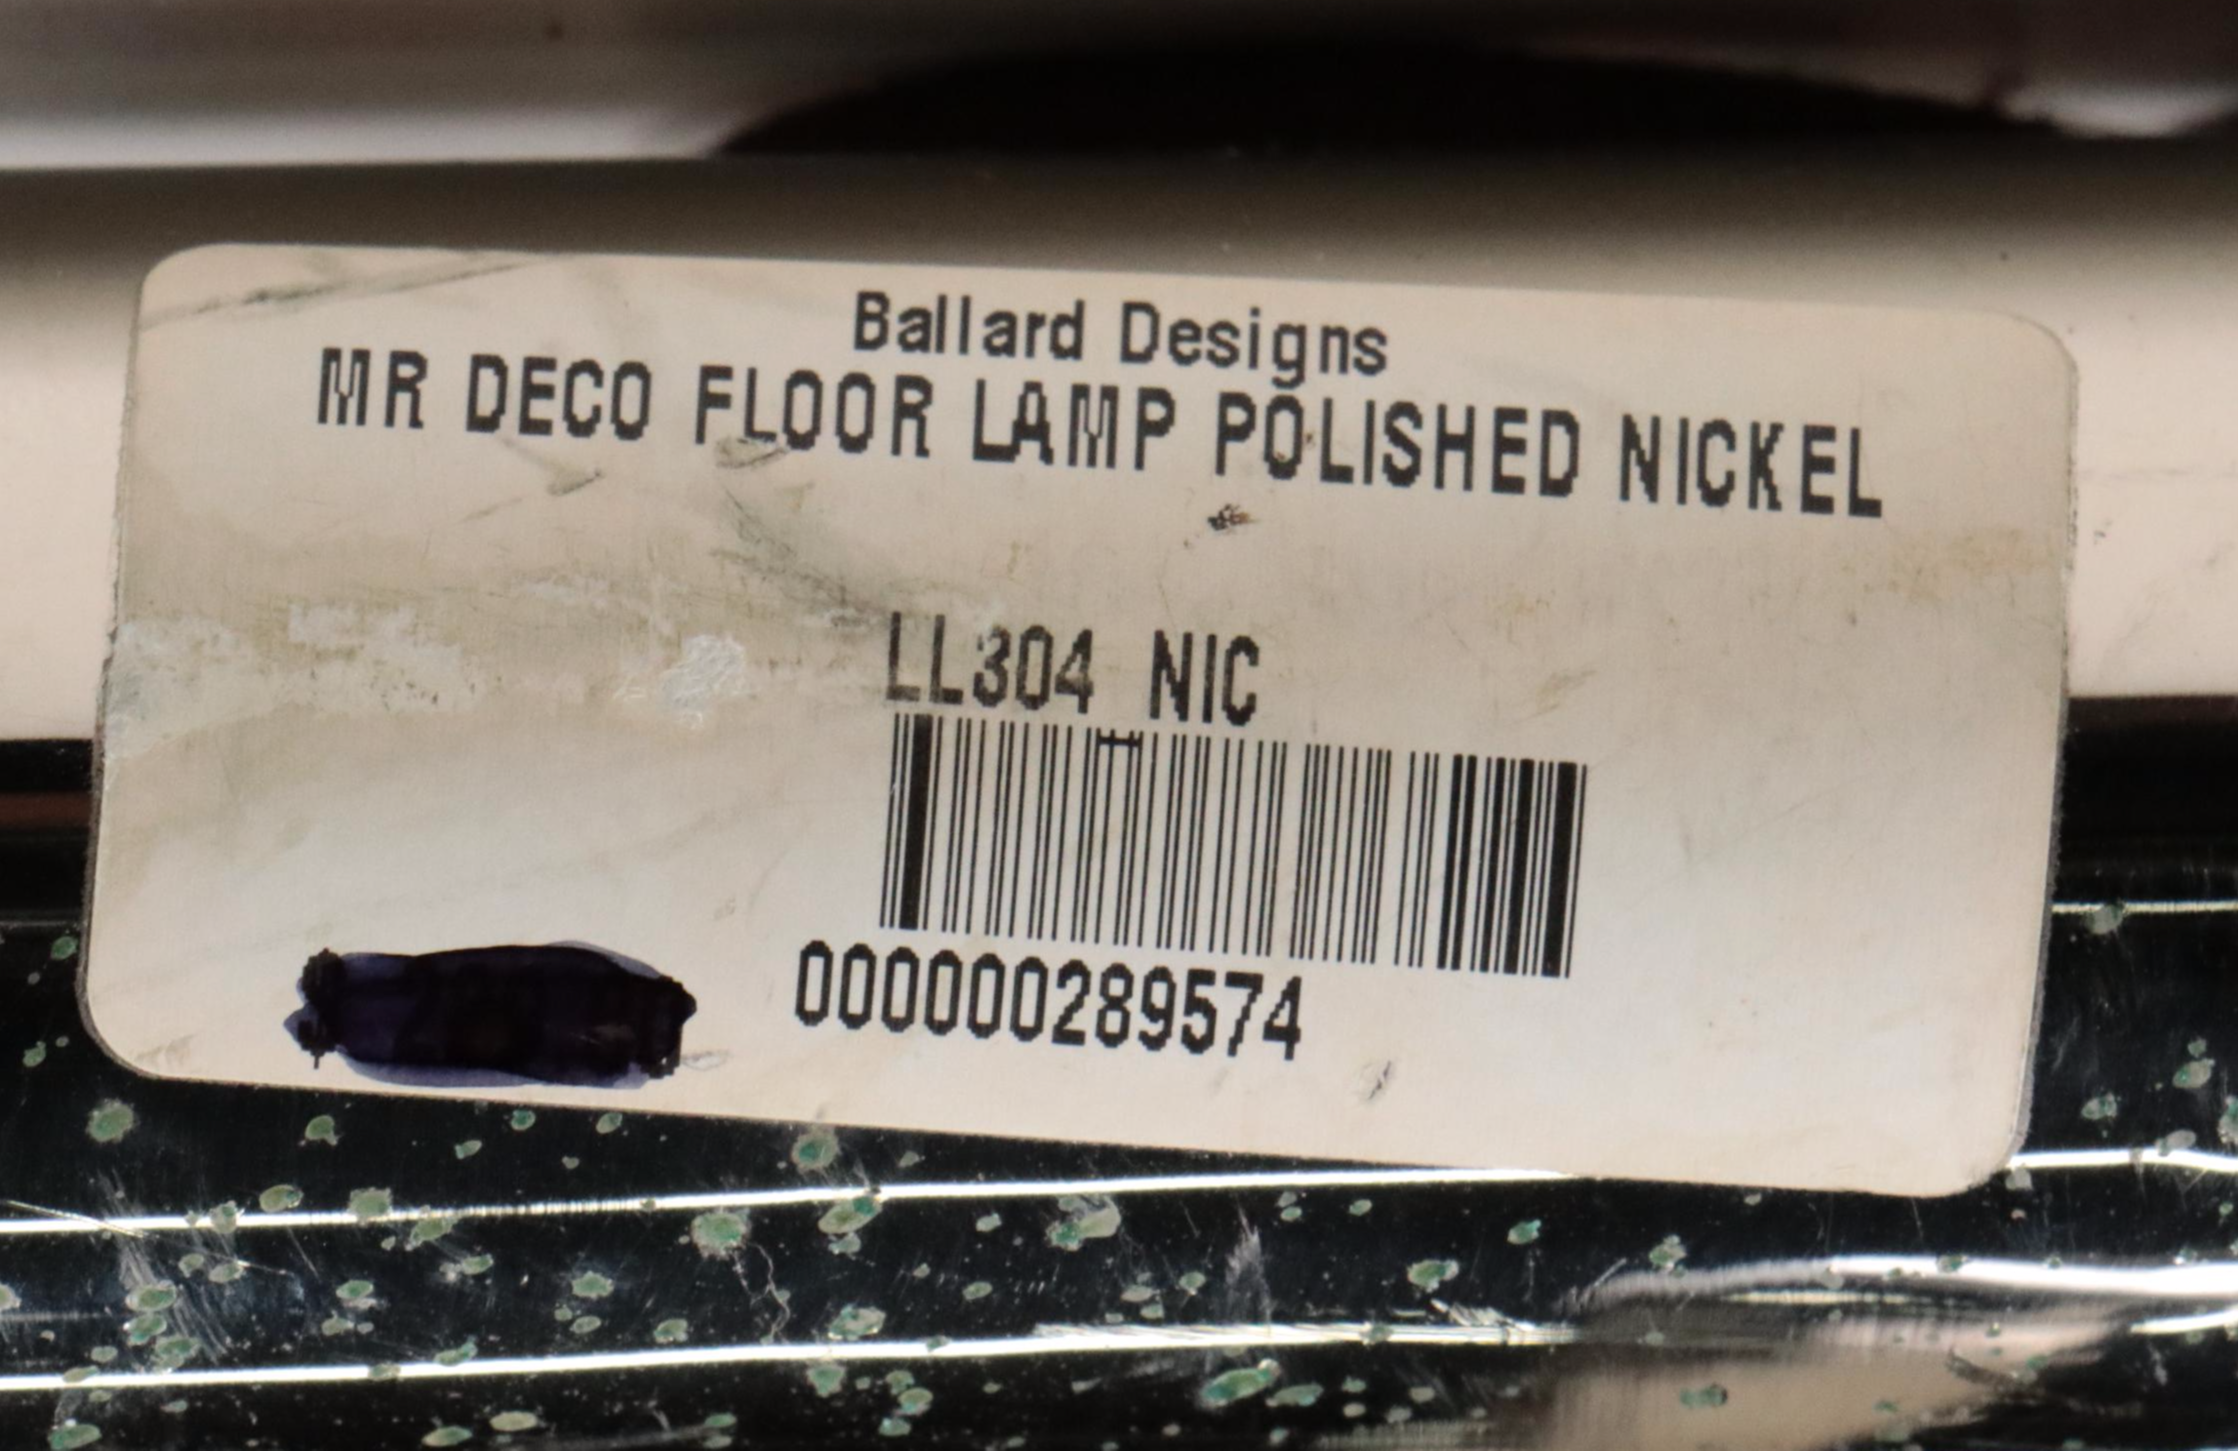 Ballard Designs
MR DECO FLOOR LAMP POLISHED NICKEL
LL304 NIC
000000289574